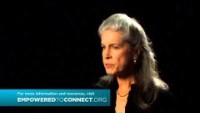 For more information and resources, visit
EMPOWEREDTOCONNECT.ORG